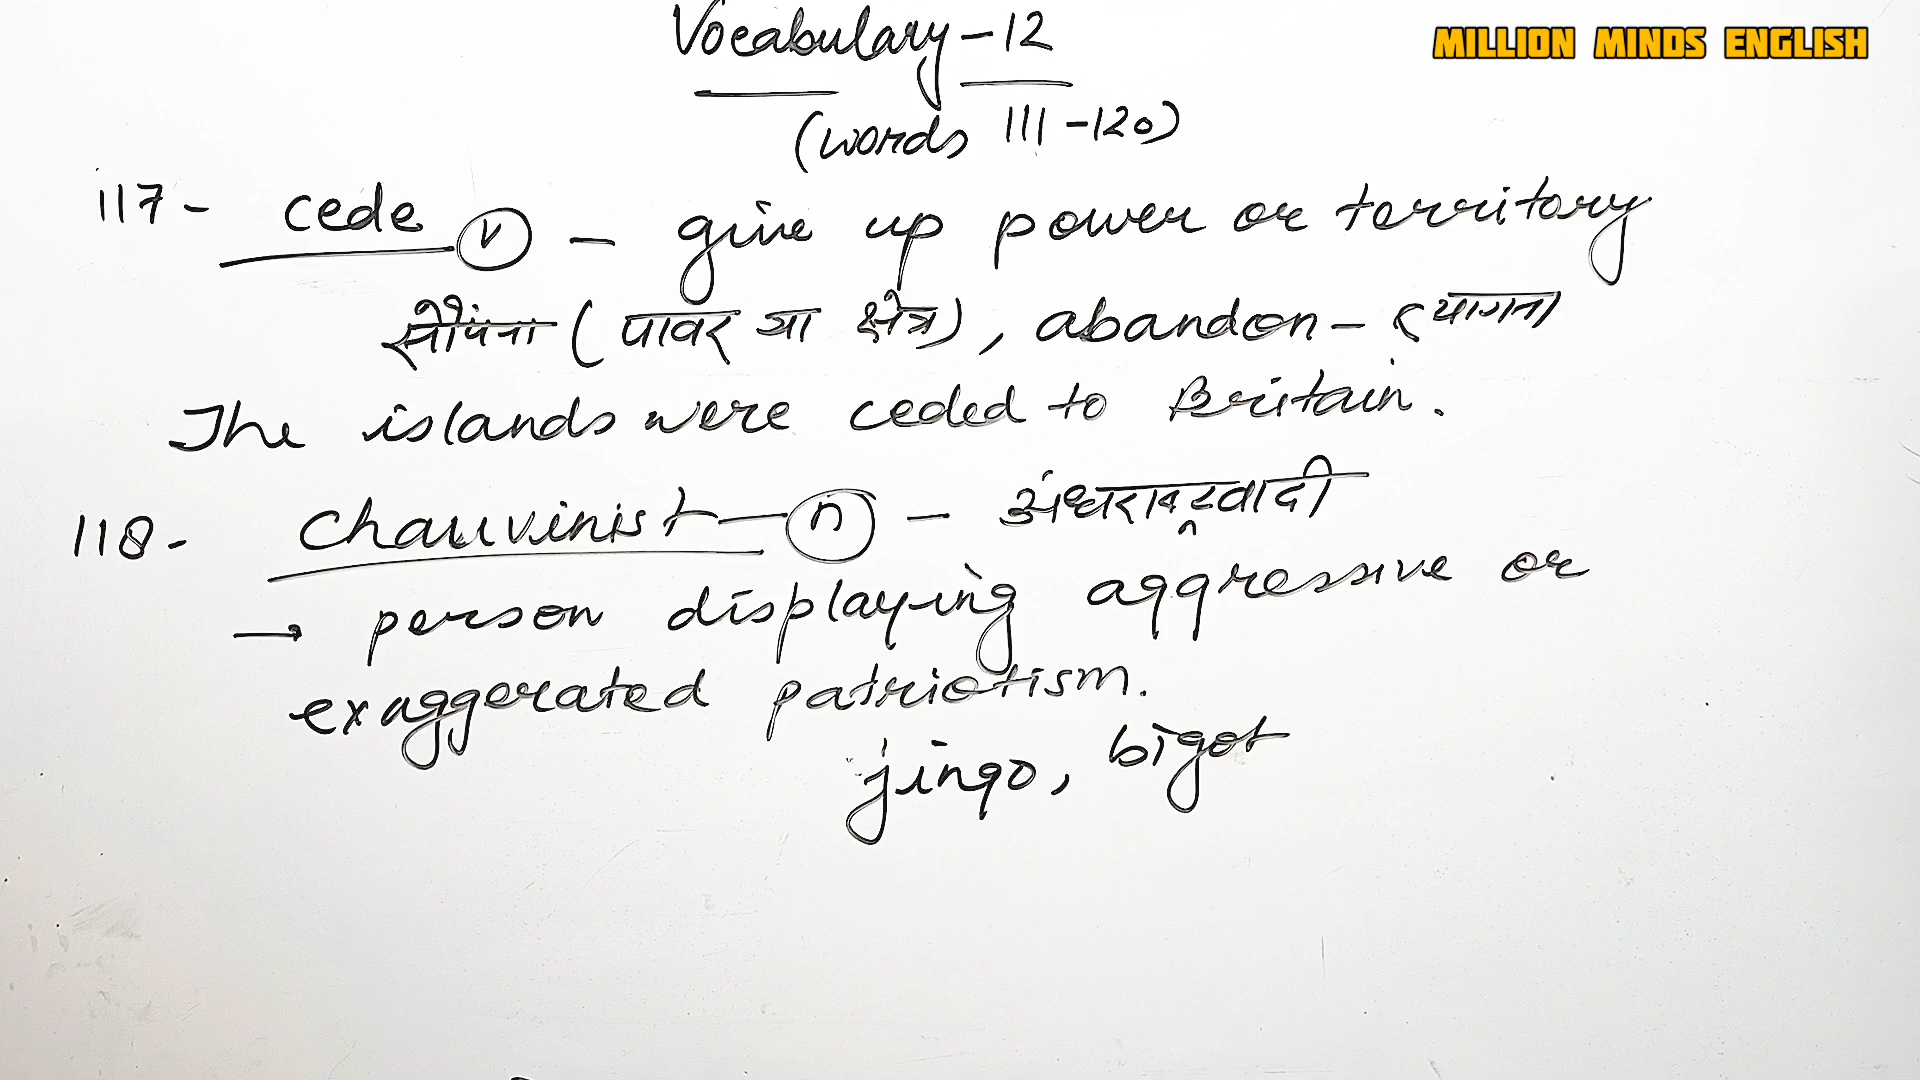 Vocabulary-12
MILLION MINDS ENGLISH
(words 111-120)
117- cede (v) - give up power or territory
सौंपना (पावर या क्षेत्र), abandon- त्यागना
The islands were ceded to Britain.
118- Chauvinist-(n) - अंधराष्ट्रवादी
→ person displaying aggressive or
exaggerated patriotism.
jingo, bigot